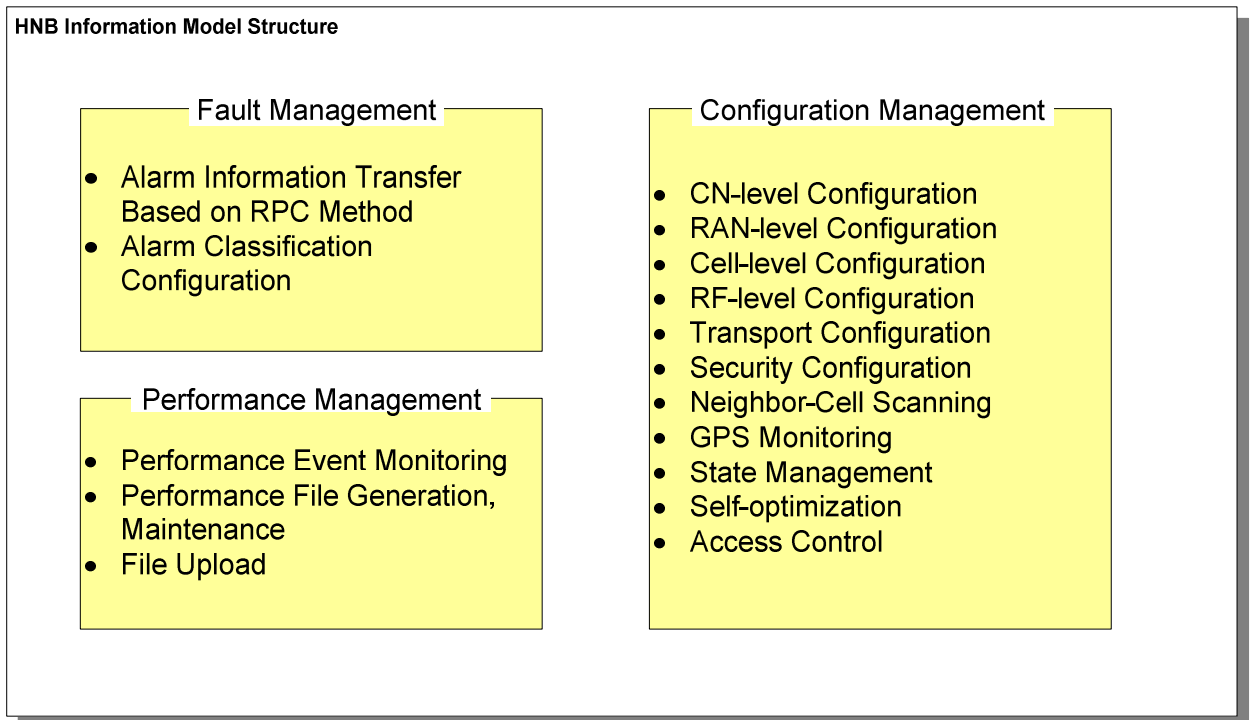 HNB Information Model Structure
Fault Management
• Alarm Information Transfer
Based on RPC Method
• Alarm Classification
Configuration
Performance Management
• Performance Event Monitoring
• Performance File Generation,
Maintenance
• File Upload
Configuration Management
• CN-level Configuration
• RAN-level Configuration
• Cell-level Configuration
• RF-level Configuration
• Transport Configuration
• Security Configuration
• Neighbor-Cell Scanning
• GPS Monitoring
• State Management
• Self-optimization
• Access Control